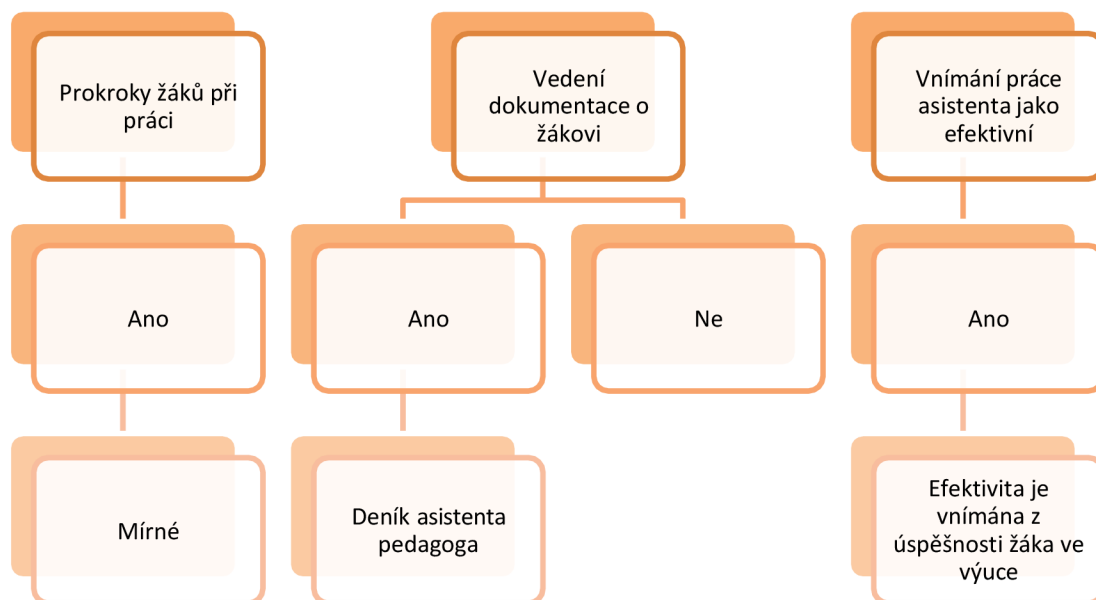 Prokroky žáků při
práci
Vedení
dokumentace o
žákovi
Vnímání práce
asistenta jako
efektivní
Ano
Ano
Ne
Ano
Mírné
Deník asistenta
pedagoga
Efektivita je
vnímána z
úspěšnosti žáka ve
výuce